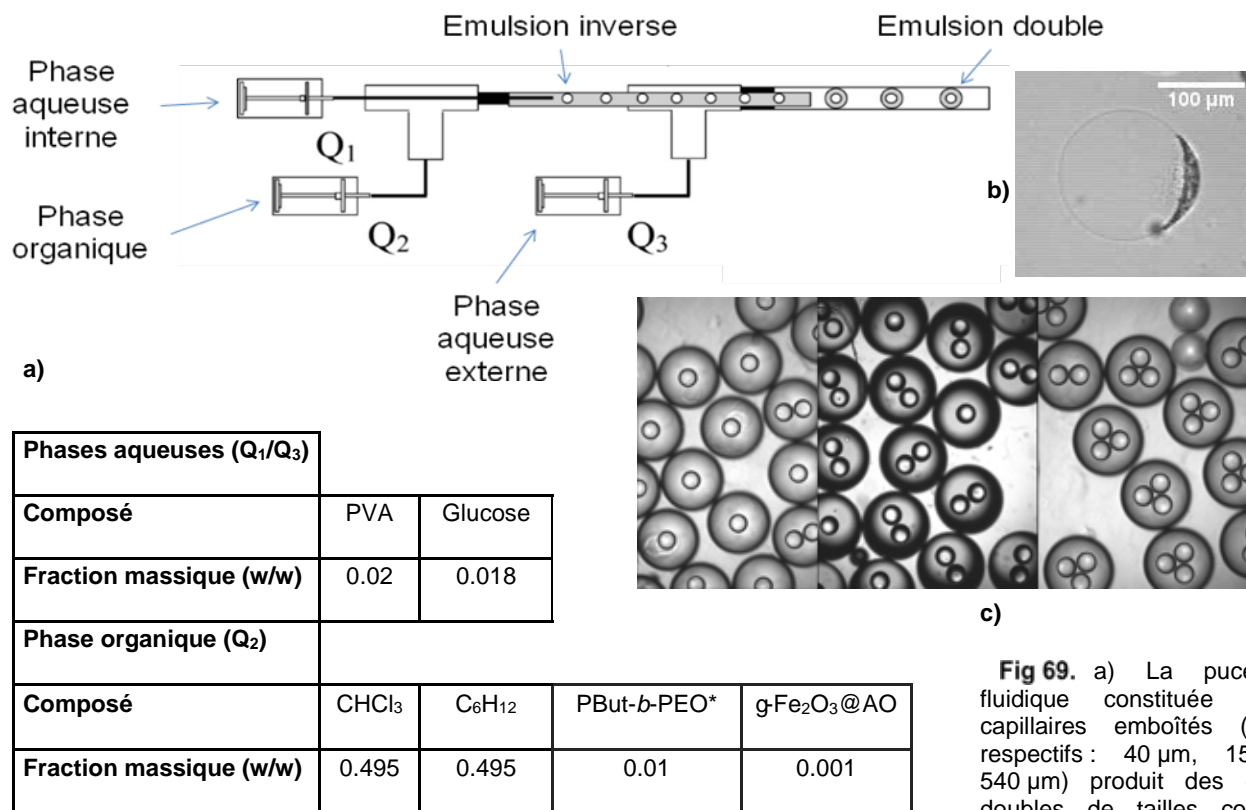 Emulsion inverse
Emulsion double
Phase
aqueuse
interne
Q₁
Phase
organique
Q₂
Q₃
Phase
aqueuse
externe
a)
b)
100 µm
c)
Phases aqueuses (Q₁/Q₃)
Composé PVA Glucose
Fraction massique (w/w) 0.02 0.018
Phase organique (Q₂)
Composé CHCl₃ C₆H₁₂ PBut-b-PEO* g-Fe₂O₃@AO
Fraction massique (w/w) 0.495 0.495 0.01 0.001
Fig 69. a) La puce
fluidique constituée
capillaires emboîtés (
respectifs : 40 µm, 15
540 µm) produit des
doubles de tailles